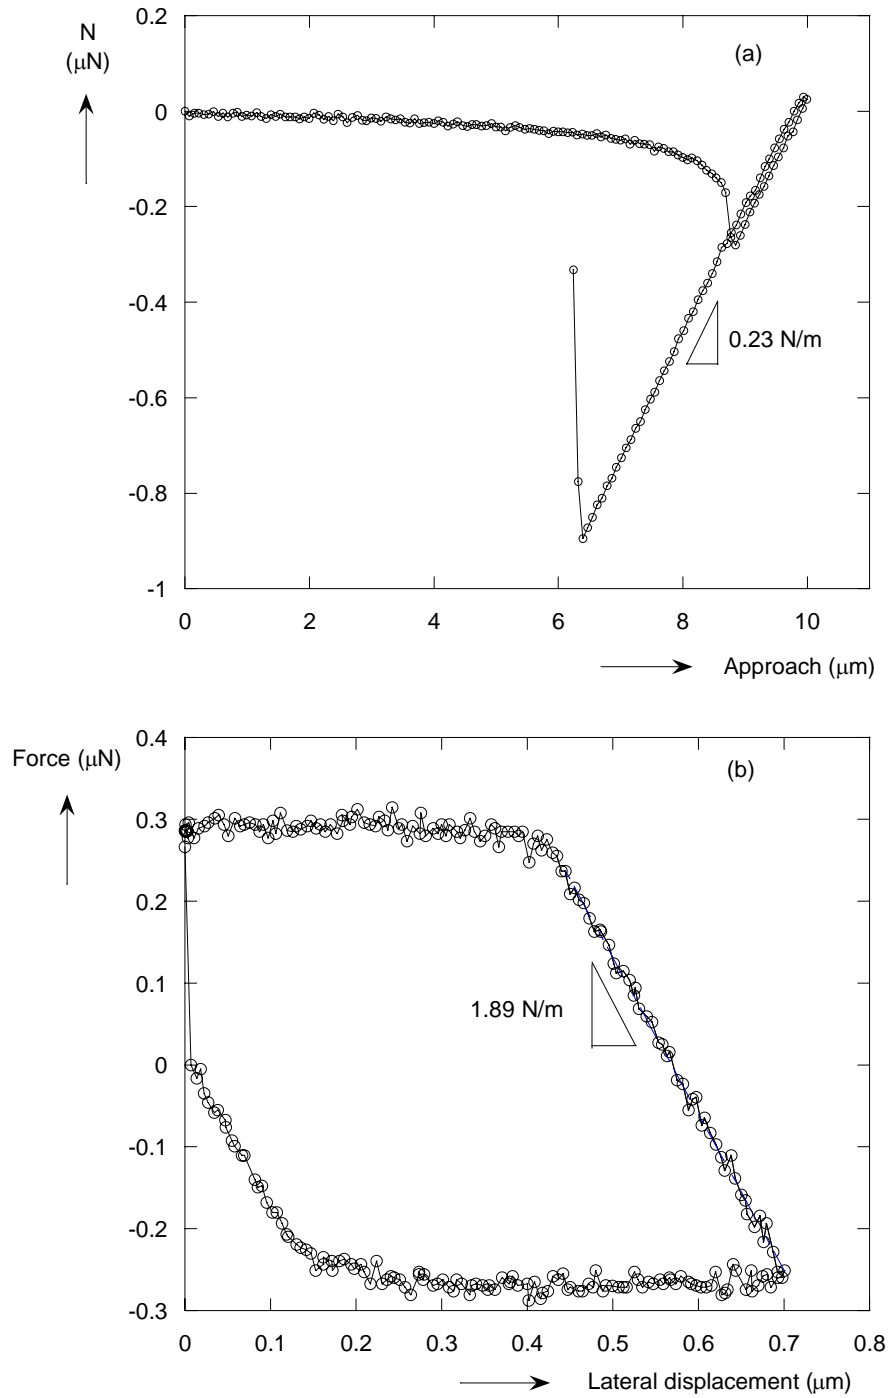 N
(μN)
(a)
0.2
0
-0.2
-0.4
-0.6
-0.8
-1
0.23 N/m
0 2 4 6 8 10
Approach (μm)
Force (μN)
(b)
0.4
0.3
0.2
0.1
0
-0.1
-0.2
-0.3
1.89 N/m
0 0.1 0.2 0.3 0.4 0.5 0.6 0.7 0.8
Lateral displacement (μm)